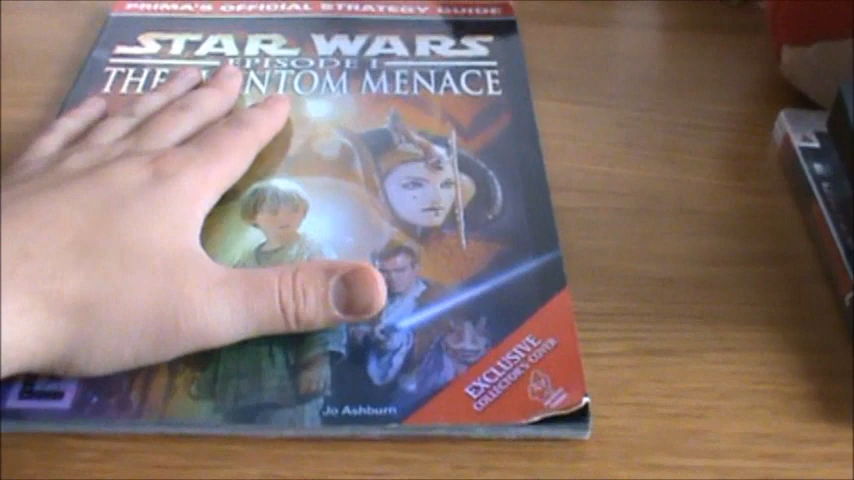 PRIMA'S OFFICIAL STRATEGY GUIDE
STAR WARS
EPISODE I
THE PHANTOM MENACE
EXCLUSIVE
COLLECTOR'S COVER
Jo Ashburn